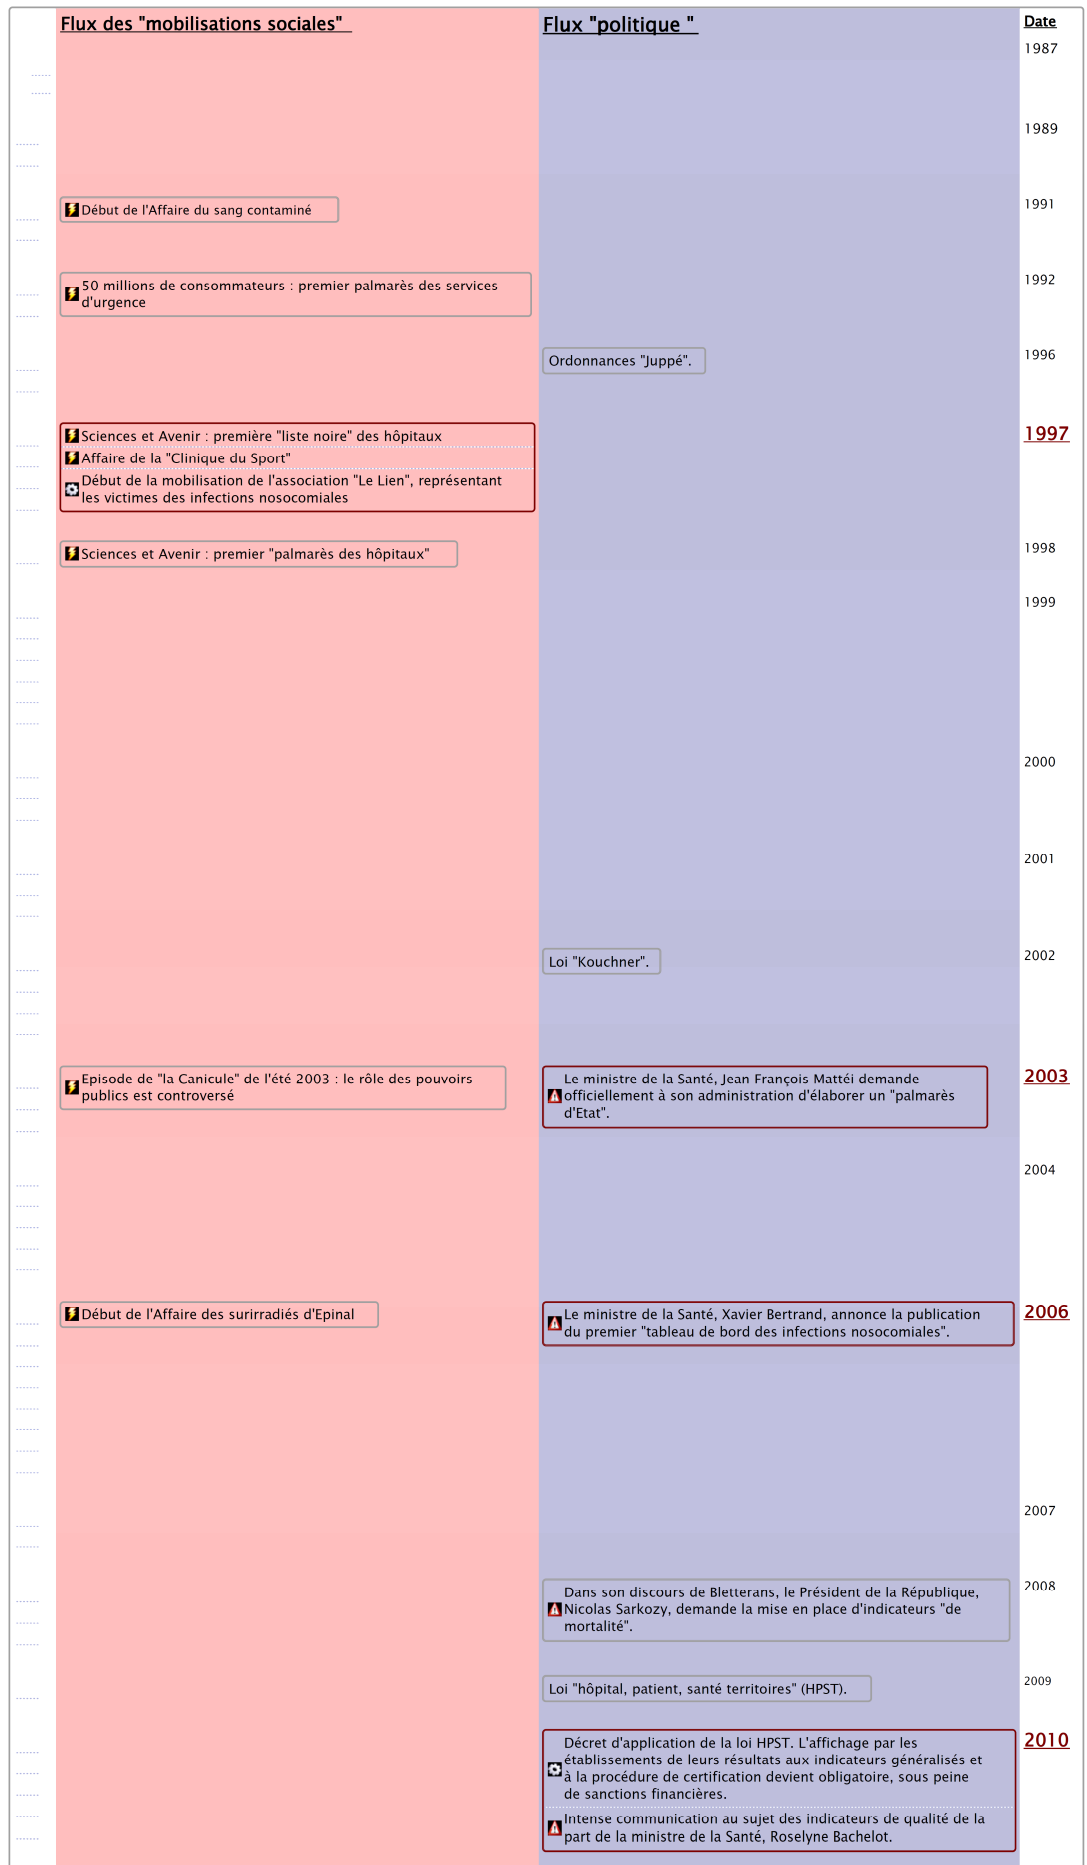 Flux des "mobilisations sociales"
Flux "politique "
Date
1987
1989
Début de l'Affaire du sang contaminé
1991
50 millions de consommateurs : premier palmarès des services
d'urgence
1992
Ordonnances "Juppé".
1996
Sciences et Avenir : première "liste noire" des hôpitaux
Affaire de la "Clinique du Sport"
Début de la mobilisation de l'association "Le Lien", représentant
les victimes des infections nosocomiales
1997
Sciences et Avenir : premier "palmarès des hôpitaux"
1998
1999
2000
2001
Loi "Kouchner".
2002
Episode de "la Canicule" de l'été 2003 : le rôle des pouvoirs
publics est controversé
Le ministre de la Santé, Jean François Mattéi demande
officiellement à son administration d'élaborer un "palmarès
d'Etat".
2003
2004
Début de l'Affaire des surirradiés d'Epinal
Le ministre de la Santé, Xavier Bertrand, annonce la publication
du premier "tableau de bord des infections nosocomiales".
2006
2007
Dans son discours de Bletterans, le Président de la République,
Nicolas Sarkozy, demande la mise en place d'indicateurs "de
mortalité".
2008
Loi "hôpital, patient, santé territoires" (HPST).
2009
Décret d'application de la loi HPST. L'affichage par les
établissements de leurs résultats aux indicateurs généralisés et
à la procédure de certification devient obligatoire, sous peine
de sanctions financières.
Intense communication au sujet des indicateurs de qualité de la
part de la ministre de la Santé, Roselyne Bachelot.
2010